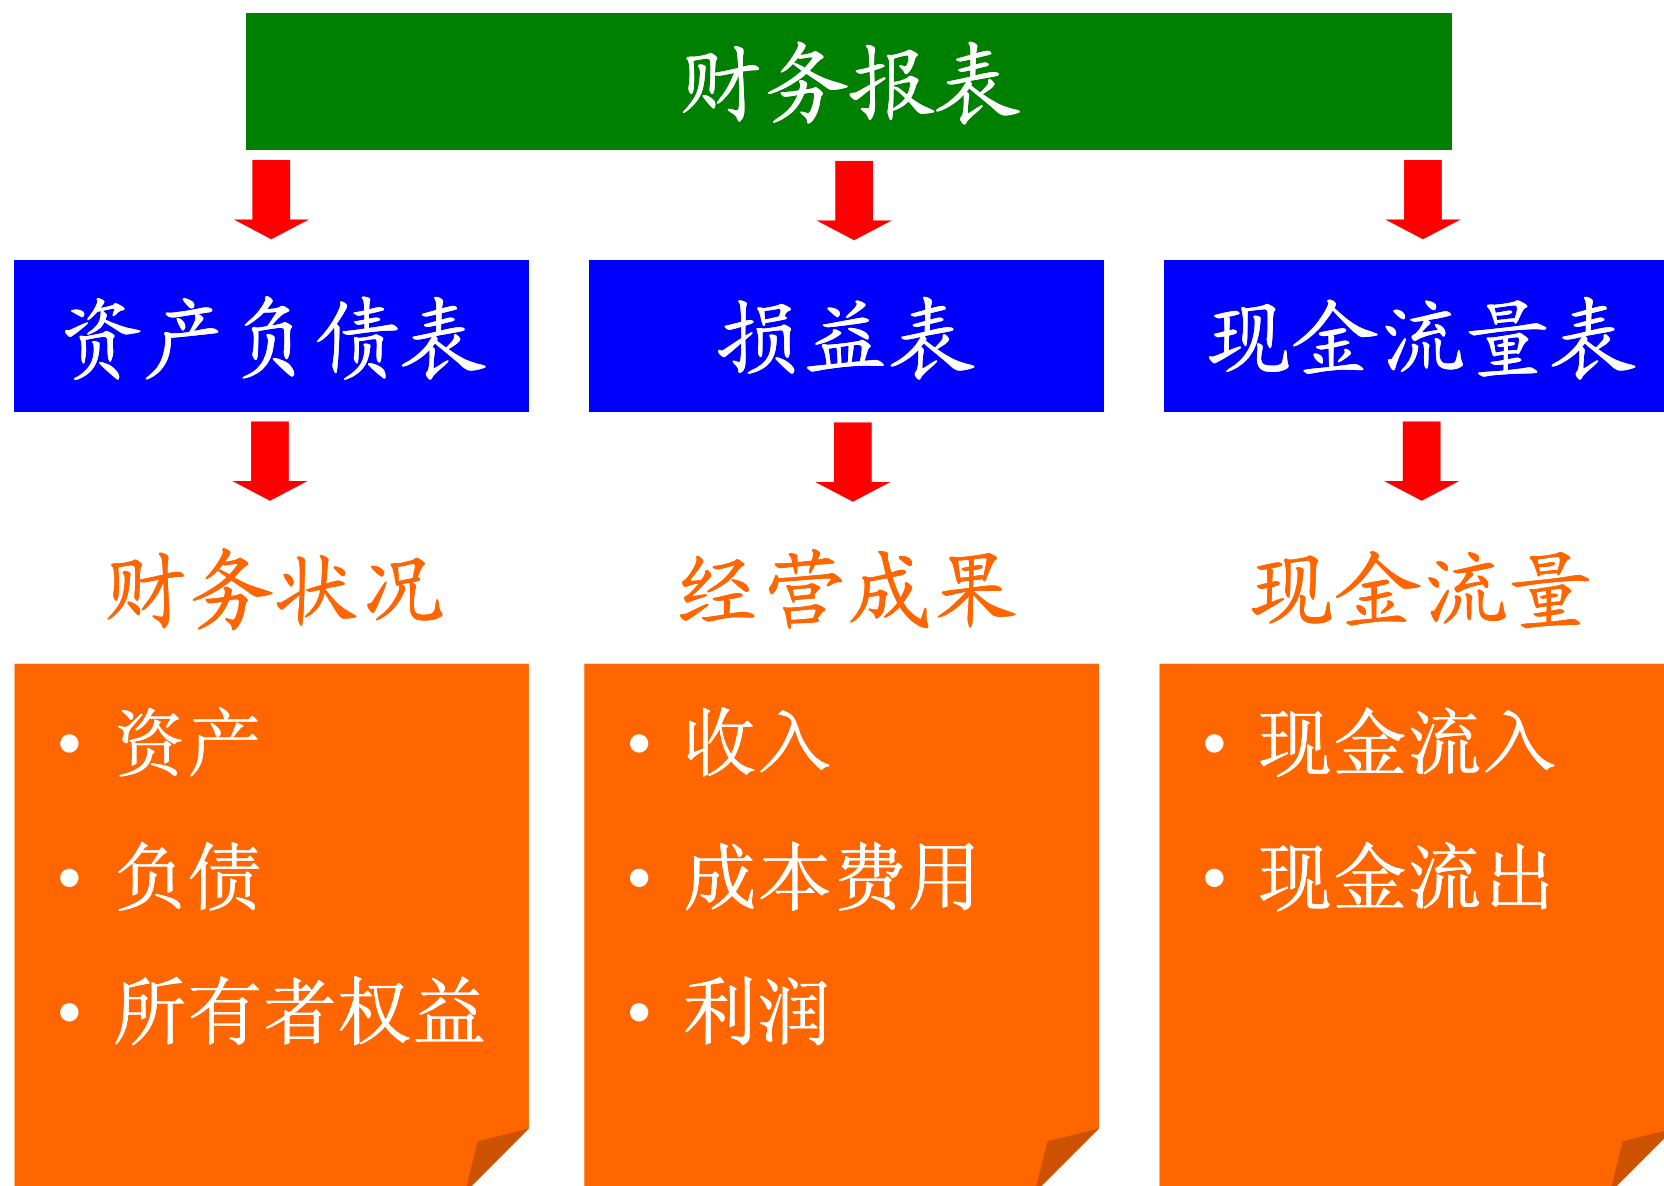 财务报表
资产负债表
损益表
现金流量表
财务状况
经营成果
现金流量
• 资产
• 负债
• 所有者权益
• 收入
• 成本费用
• 利润
• 现金流入
• 现金流出